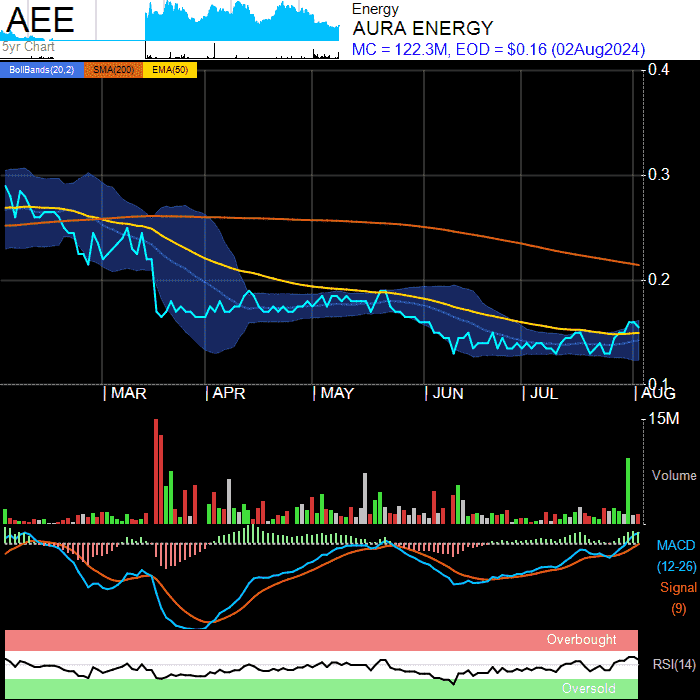 AEE
Energy
AURA ENERGY
5yr Chart
MC = 122.3M, EOD = $0.16 (02Aug2024)
BollBands(20,2) SMA(200) EMA(50)
0.4
0.3
0.2
0.1
MAR APR MAY JUN JUL AUG
15M
Volume
MACD
(12-26)
Signal
(9)
Overbought
RSI(14)
Oversold